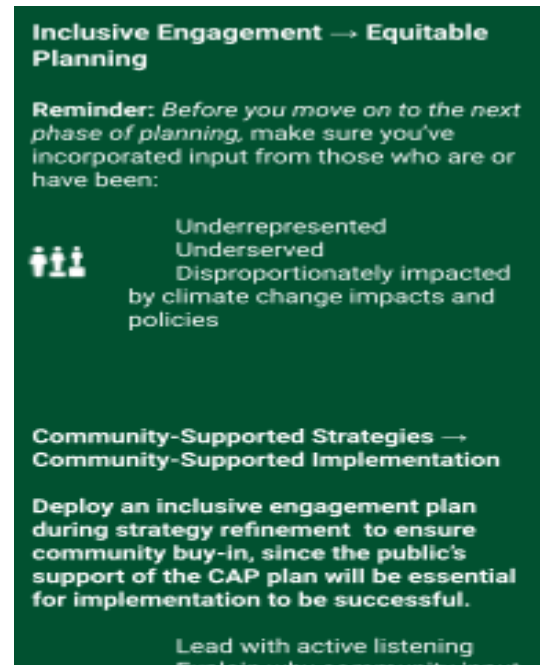 Inclusive Engagement → Equitable
Planning
Reminder: Before you move on to the next
phase of planning, make sure you've
incorporated input from those who are or
have been:
Underrepresented
Underserved
Disproportionately impacted
by climate change impacts and
policies
Community-Supported Strategies →
Community-Supported Implementation
Deploy an inclusive engagement plan
during strategy refinement to ensure
community buy-in, since the public's
support of the CAP plan will be essential
for implementation to be successful.
Lead with active listening